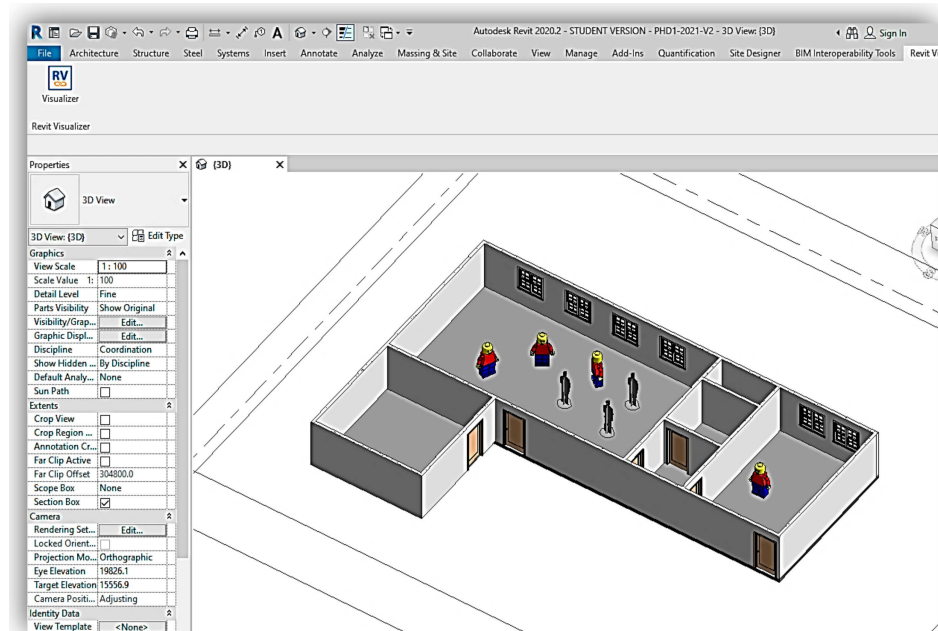 R
Autodesk Revit 2020.2 - STUDENT VERSION - PHD1-2021-V2 - 3D View: {3D}
Sign In
File Architecture Structure Steel Systems Insert Annotate Analyze Massing & Site Collaborate View Manage Add-Ins Quantification Site Designer BIM Interoperability Tools Revit Vi
RV
Visualizer
Revit Visualizer
Properties X {3D} X
3D View
3D View: {3D} Edit Type
Graphics
View Scale 1 : 100
Scale Value 1: 100
Detail Level Fine
Parts Visibility Show Original
Visibility/Grap... Edit...
Graphic Displ... Edit...
Discipline Coordination
Show Hidden ... By Discipline
Default Analy... None
Sun Path
Extents
Crop View
Crop Region ...
Annotation Cr...
Far Clip Active
Far Clip Offset 304800.0
Scope Box None
Section Box
Camera
Rendering Set... Edit...
Locked Orient...
Projection Mo... Orthographic
Eye Elevation 19826.1
Target Elevation 15556.9
Camera Positi... Adjusting
Identity Data
View Template <None>